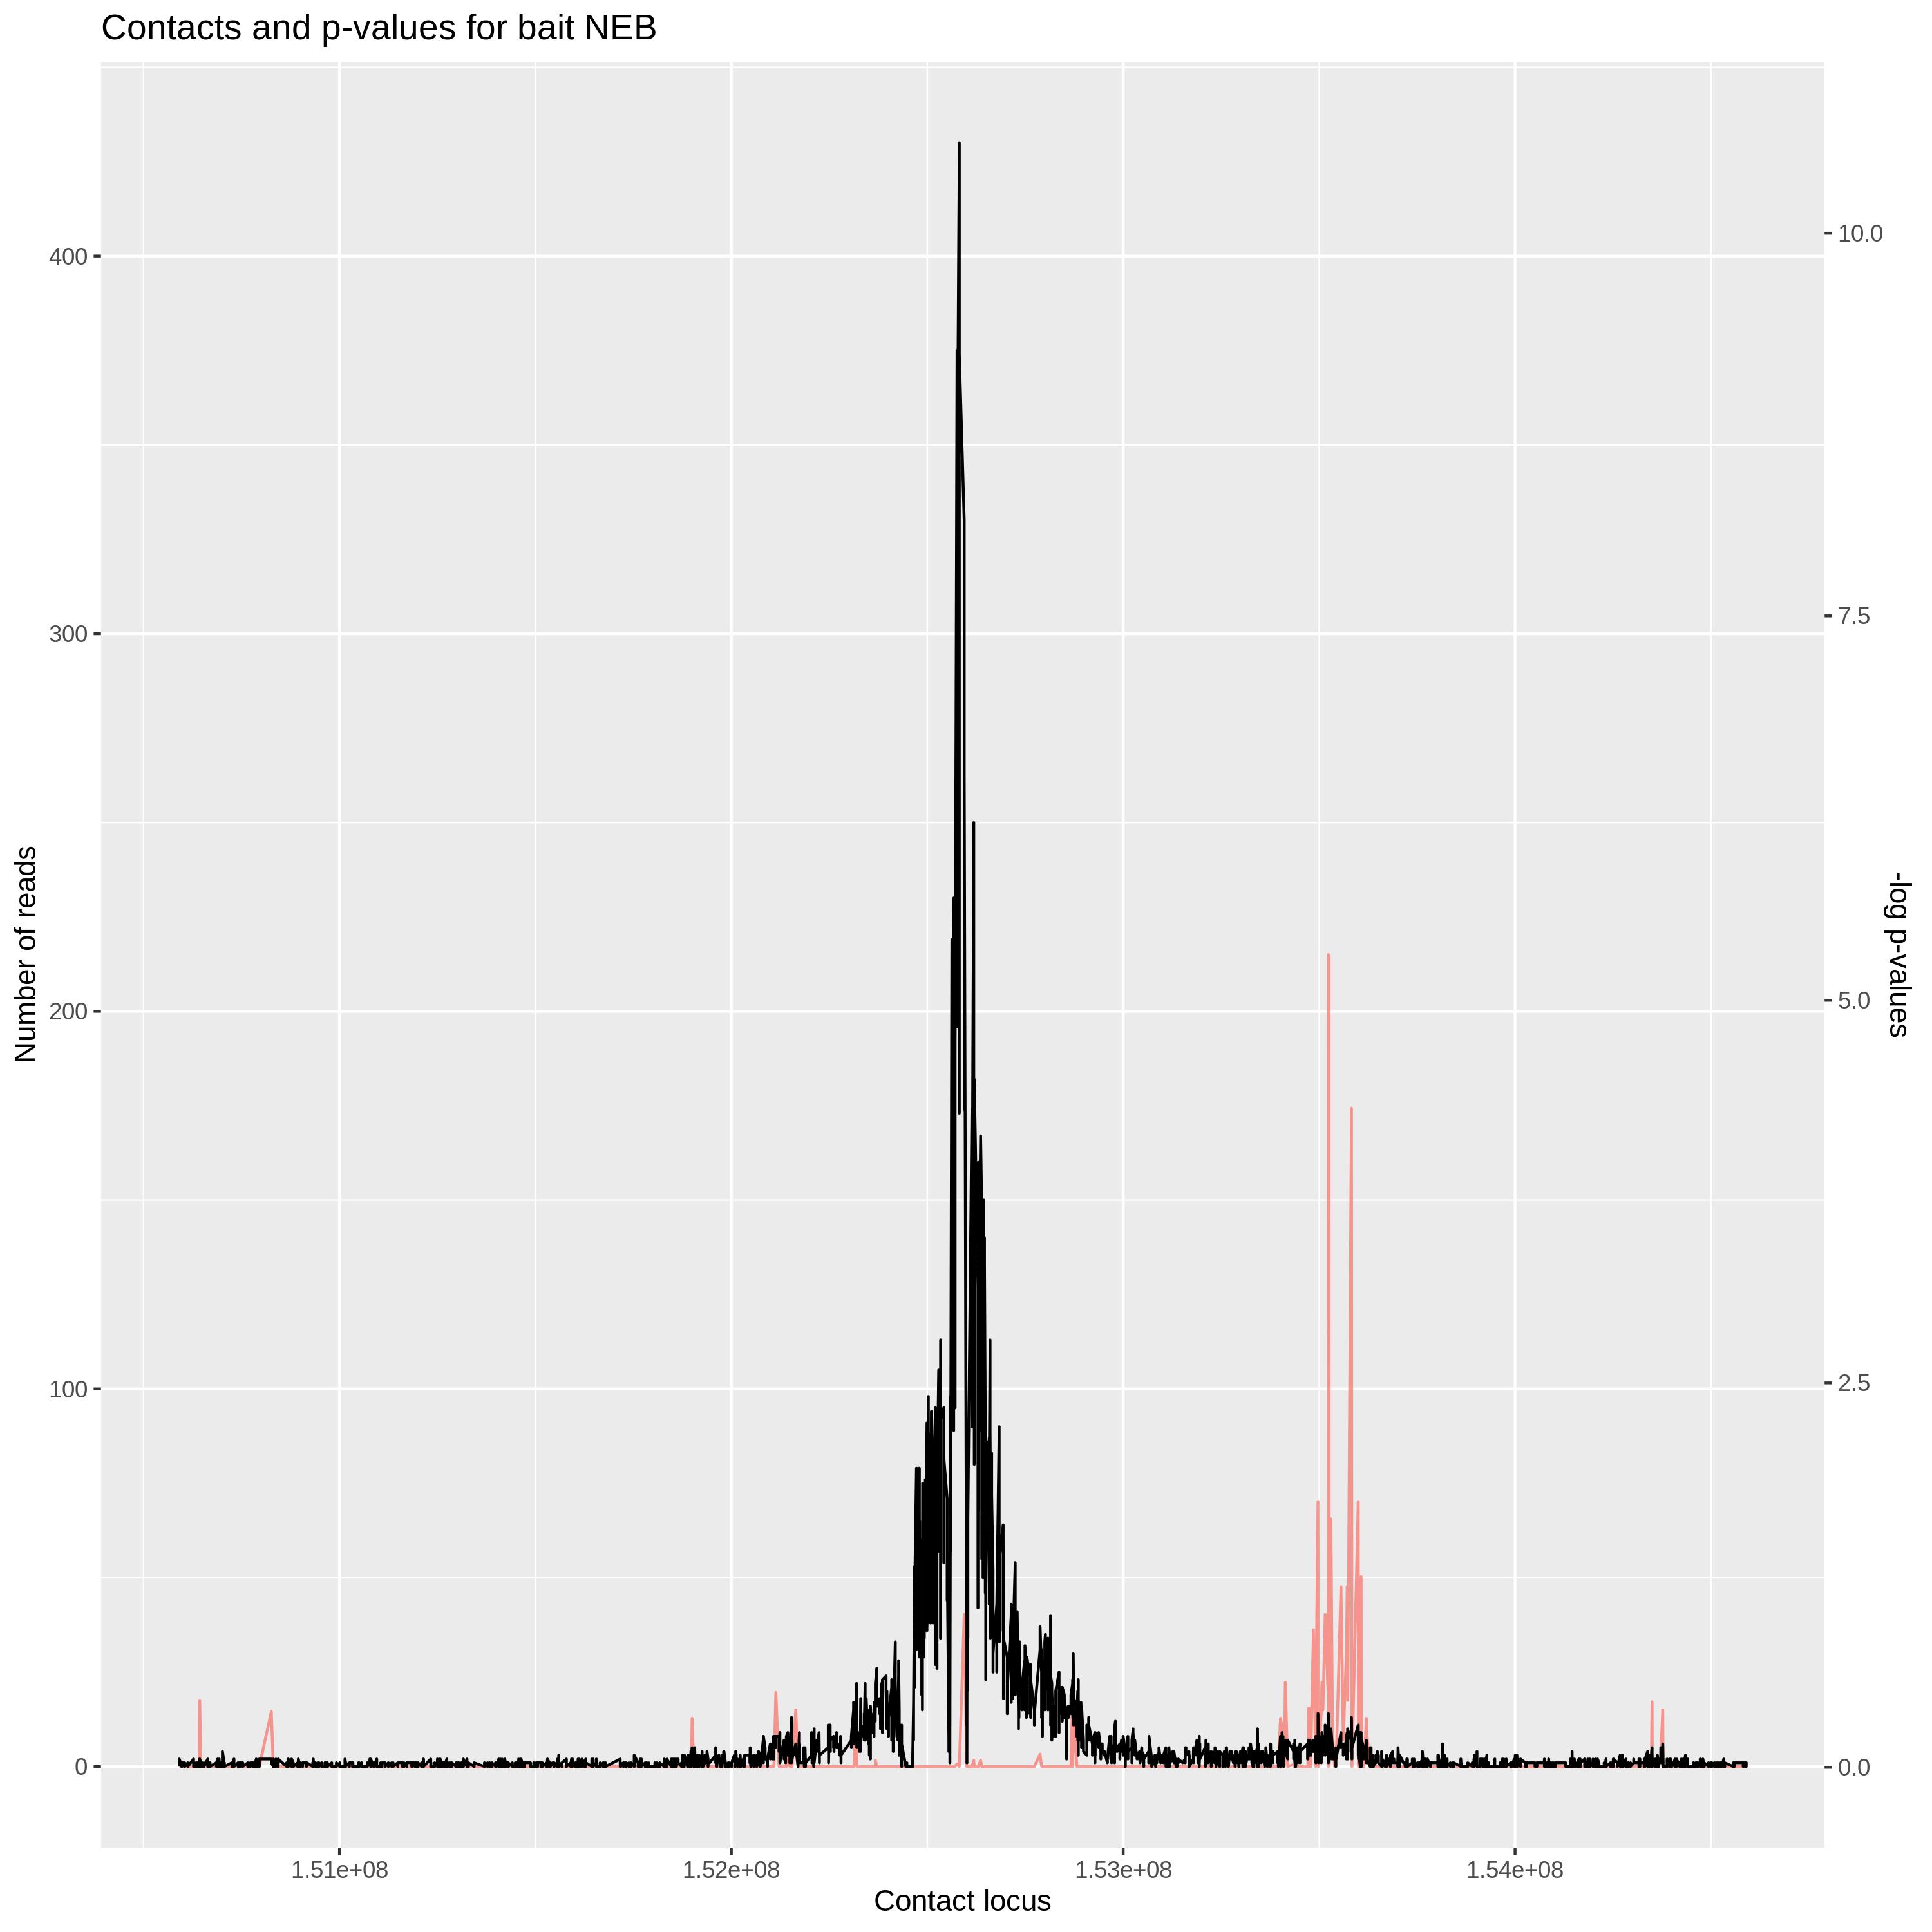 Contacts and p-values for bait NEB
400
300
200
100
0
Number of reads
10.0
7.5
5.0
2.5
0.0
-log p-values
1.51e+08
1.52e+08
1.53e+08
1.54e+08
Contact locus